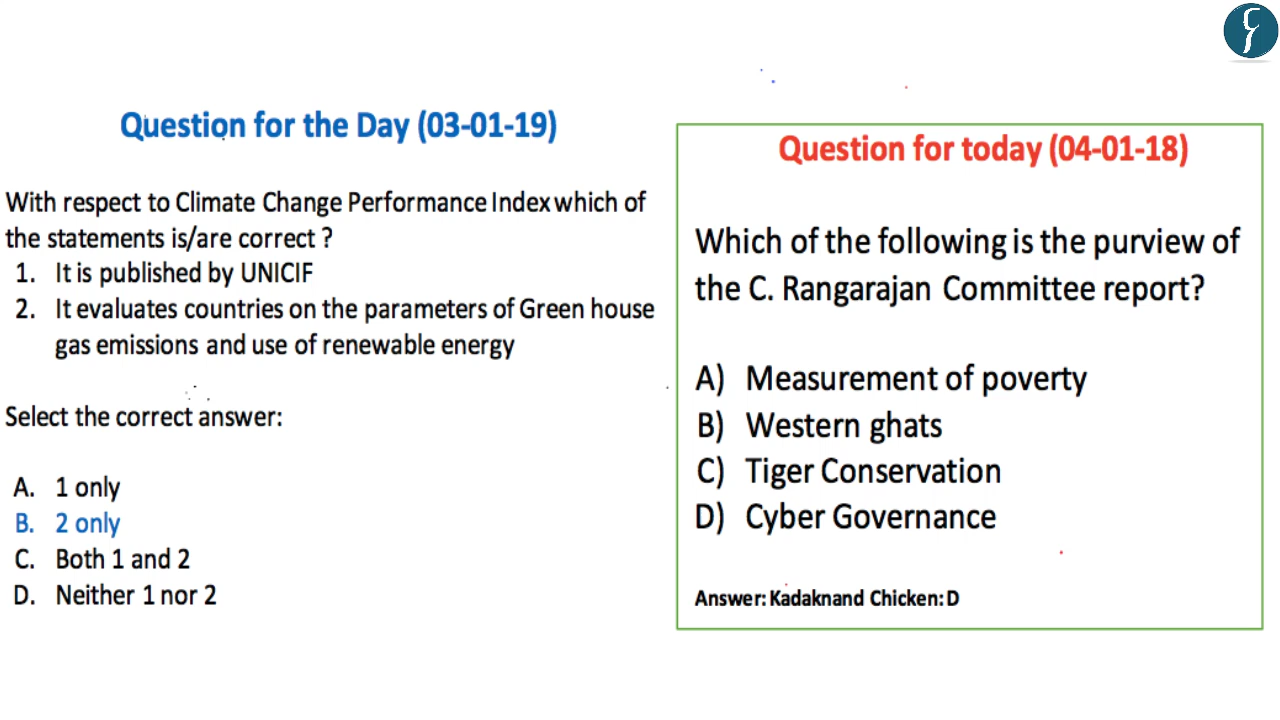 Question for the Day (03-01-19)
With respect to Climate Change Performance Index which of
the statements is/are correct ?
1. It is published by UNICIF
2. It evaluates countries on the parameters of Green house
gas emissions and use of renewable energy
Select the correct answer:
A. 1 only
B. 2 only
C. Both 1 and 2
D. Neither 1 nor 2
Question for today (04-01-18)
Which of the following is the purview of
the C. Rangarajan Committee report?
A) Measurement of poverty
B) Western ghats
C) Tiger Conservation
D) Cyber Governance
Answer: Kadaknand Chicken: D